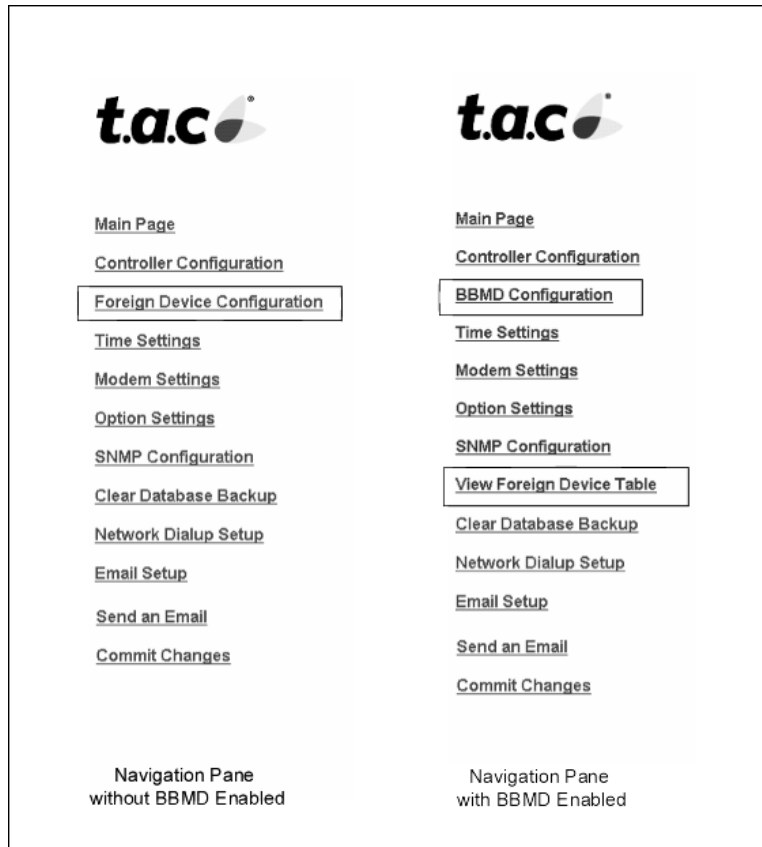 t.a.c®
Main Page
Controller Configuration
Foreign Device Configuration
Time Settings
Modem Settings
Option Settings
SNMP Configuration
Clear Database Backup
Network Dialup Setup
Email Setup
Send an Email
Commit Changes
Navigation Pane
without BBMD Enabled
t.a.c®
Main Page
Controller Configuration
BBMD Configuration
Time Settings
Modem Settings
Option Settings
SNMP Configuration
View Foreign Device Table
Clear Database Backup
Network Dialup Setup
Email Setup
Send an Email
Commit Changes
Navigation Pane
with BBMD Enabled